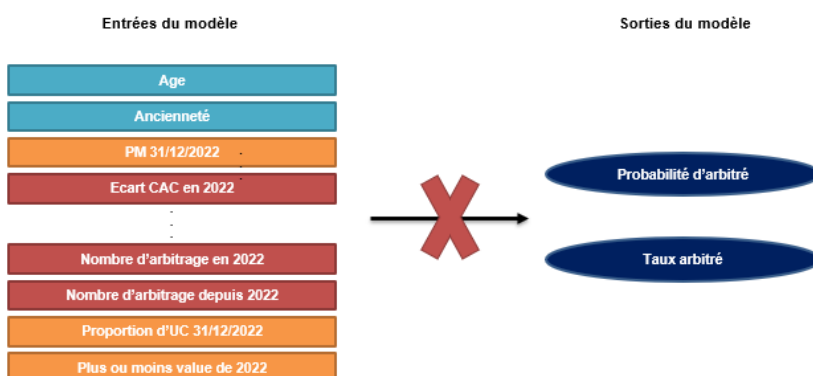 Entrées du modèle
Sorties du modèle
Age
Ancienneté
PM 31/12/2022
Ecart CAC en 2022
Nombre d'arbitrage en 2022
Nombre d'arbitrage depuis 2022
Proportion d'UC 31/12/2022
Plus ou moins value de 2022
Probabilité d'arbitré
Taux arbitré